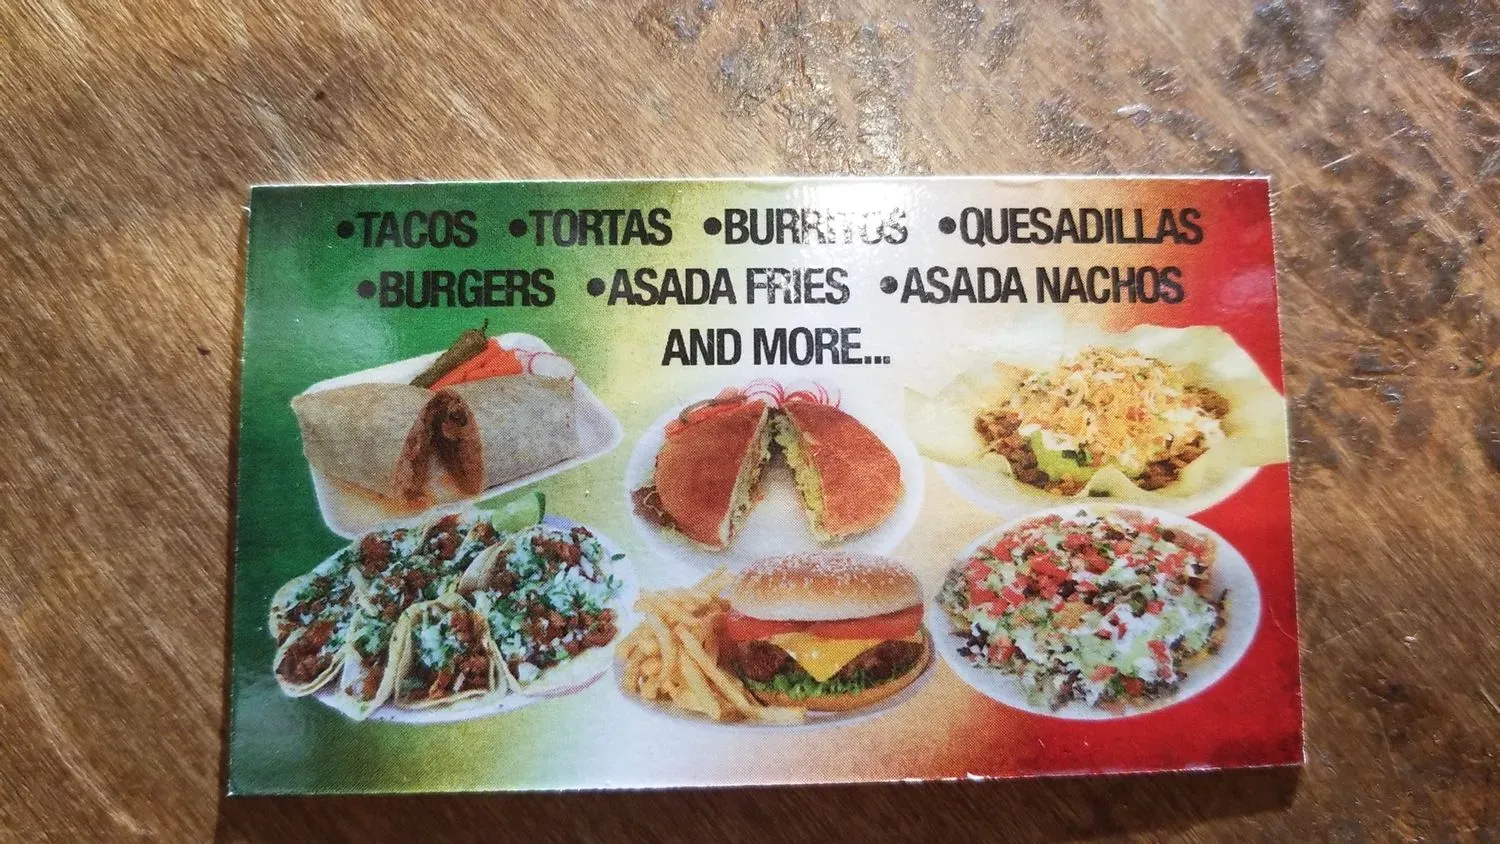 •TACOS •TORTAS •BURRITOS •QUESADILLAS
•BURGERS •ASADA FRIES •ASADA NACHOS
AND MORE...